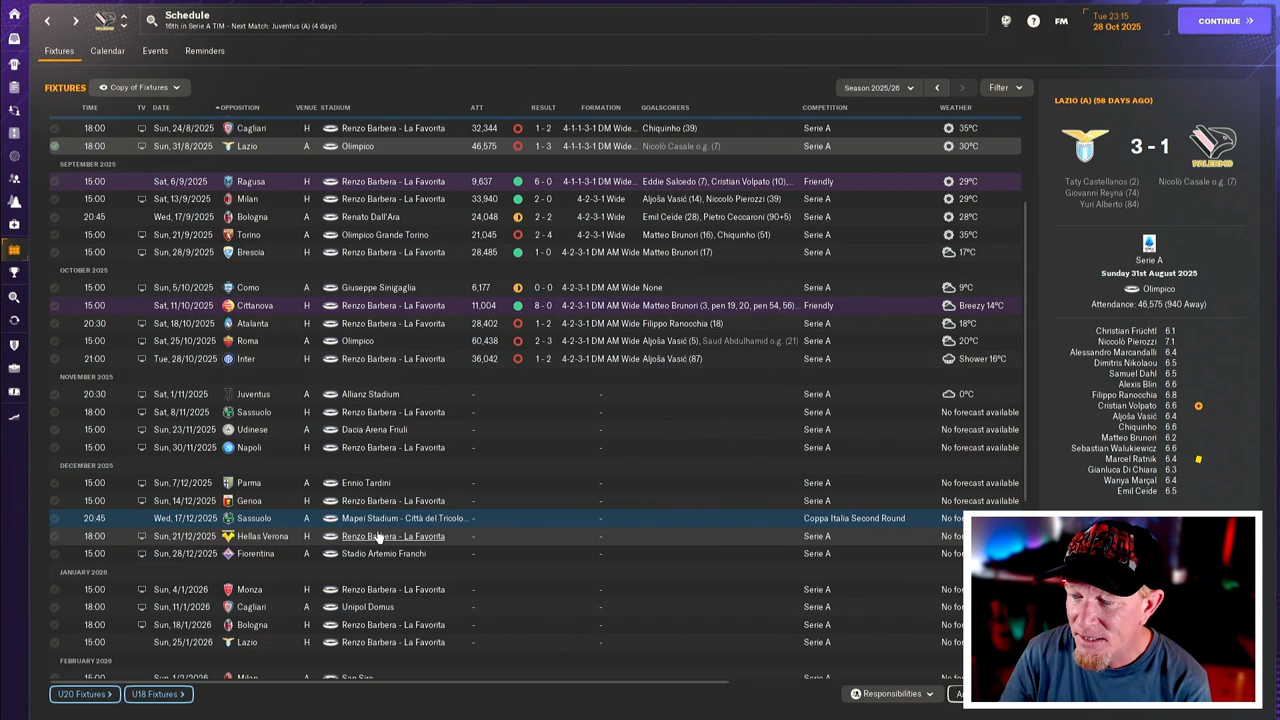 Schedule
16th in Serie A TIM - Next Match: Juventus (A) (4 days)
FM
Tue 23:15
28 Oct 2025
CONTINUE
Fixtures Calendar Events Reminders
FIXTURES Copy of Fixtures Season 2025/26 Filter
TIME TV DATE OPPOSITION VENUE STADIUM ATT RESULT FORMATION GOALSCORERS COMPETITION WEATHER
18:00 Sun, 24/8/2025 Cagliari H Renzo Barbera - La Favorita 32,344 1 - 2 4-1-1-3-1 DM Wide... Chiquinho (39) Serie A 35°C
18:00 Sun, 31/8/2025 Lazio A Olimpico 46,575 1 - 3 4-1-1-3-1 DM Wide... Nicolò Casale o.g. (7) Serie A 30°C
SEPTEMBER 2025
15:00 Sat, 6/9/2025 Ragusa H Renzo Barbera - La Favorita 9,637 6 - 0 4-1-1-3-1 DM Wide... Eddie Salcedo (7), Cristian Volpato (10),... Friendly 29°C
15:00 Sat, 13/9/2025 Milan H Renzo Barbera - La Favorita 33,940 2 - 0 4-2-3-1 Wide Aljoša Vasić (14), Niccolò Pierozzi (39) Serie A 29°C
20:45 Wed, 17/9/2025 Bologna A Renato Dall'Ara 24,048 2 - 2 4-2-3-1 Wide Emil Ceide (28), Pietro Ceccaroni (90+5) Serie A 28°C
15:00 Sun, 21/9/2025 Torino A Olimpico Grande Torino 21,045 2 - 4 4-2-3-1 Wide Matteo Brunori (16), Chiquinho (51) Serie A 35°C
15:00 Sun, 28/9/2025 Brescia H Renzo Barbera - La Favorita 28,485 1 - 0 4-2-3-1 DM AM Wide Matteo Brunori (17) Serie A 17°C
OCTOBER 2025
15:00 Sun, 5/10/2025 Como A Giuseppe Sinigaglia 6,177 0 - 0 4-2-3-1 DM AM Wide None Serie A 9°C
15:00 Sat, 11/10/2025 Cittanova H Renzo Barbera - La Favorita 11,004 8 - 0 4-2-3-1 DM AM Wide Matteo Brunori (3, pen 19, 20, pen 54, 56)... Friendly Breezy 14°C
20:30 Sat, 18/10/2025 Atalanta H Renzo Barbera - La Favorita 28,402 1 - 2 4-2-3-1 DM AM Wide Filippo Ranocchia (18) Serie A 18°C
15:00 Sat, 25/10/2025 Roma A Olimpico 60,438 2 - 3 4-2-3-1 DM AM Wide Aljoša Vasić (5), Saud Abdulhamid o.g. (21) Serie A 20°C
21:00 Tue, 28/10/2025 Inter H Renzo Barbera - La Favorita 36,042 1 - 2 4-2-3-1 DM AM Wide Aljoša Vasić (87) Serie A Shower 16°C
NOVEMBER 2025
20:30 Sat, 1/11/2025 Juventus A Allianz Stadium - - Serie A 0°C
18:00 Sat, 8/11/2025 Sassuolo H Renzo Barbera - La Favorita - - Serie A No forecast available
15:00 Sun, 23/11/2025 Udinese A Dacia Arena Friuli - - Serie A No forecast available
15:00 Sun, 30/11/2025 Napoli H Renzo Barbera - La Favorita - - Serie A No forecast available
DECEMBER 2025
15:00 Sun, 7/12/2025 Parma A Ennio Tardini - - Serie A No forecast available
15:00 Sun, 14/12/2025 Genoa H Renzo Barbera - La Favorita - - Serie A No forecast available
20:45 Wed, 17/12/2025 Sassuolo A Mapei Stadium - Città del Tricolo... - - Coppa Italia Second Round No fo
18:00 Sun, 21/12/2025 Hellas Verona H Renzo Barbera - La Favorita - - Serie A No fo
15:00 Sun, 28/12/2025 Fiorentina A Stadio Artemio Franchi - - Serie A No fo
JANUARY 2026
15:00 Sun, 4/1/2026 Monza H Renzo Barbera - La Favorita - - Serie A No fo
18:00 Sun, 11/1/2026 Cagliari A Unipol Domus - - Serie A No fo
18:00 Sun, 18/1/2026 Bologna H Renzo Barbera - La Favorita - - Serie A No fo
15:00 Sun, 25/1/2026 Lazio H Renzo Barbera - La Favorita - - Serie A No fo
FEBRUARY 2026
15:00 Sun, 1/2/2026 Milan A San Siro - - Serie A
U20 Fixtures U18 Fixtures Responsibilities
LAZIO (A) (58 DAYS AGO)
3 - 1
PALERMO
Taty Castellanos (2) Nicolò Casale o.g. (7)
Giovanni Reyna (74)
Yuri Alberto (84)
Serie A
Sunday 31st August 2025
Olimpico
Attendance: 46,575 (940 Away)
Christian Früchtl 6.1
Niccolò Pierozzi 7.1
Alessandro Marcandalli 6.4
Dimitris Nikolaou 6.5
Samuel Dahl 6.5
Alexis Blin 6.6
Filippo Ranocchia 6.8
Cristian Volpato 6.6
Aljoša Vasić 6.4
Chiquinho 6.6
Matteo Brunori 6.2
Sebastian Walukiewicz 6.6
Marcel Ratnik 6.4
Gianluca Di Chiara 6.3
Wanya Marçal 6.4
Emil Ceide 6.5